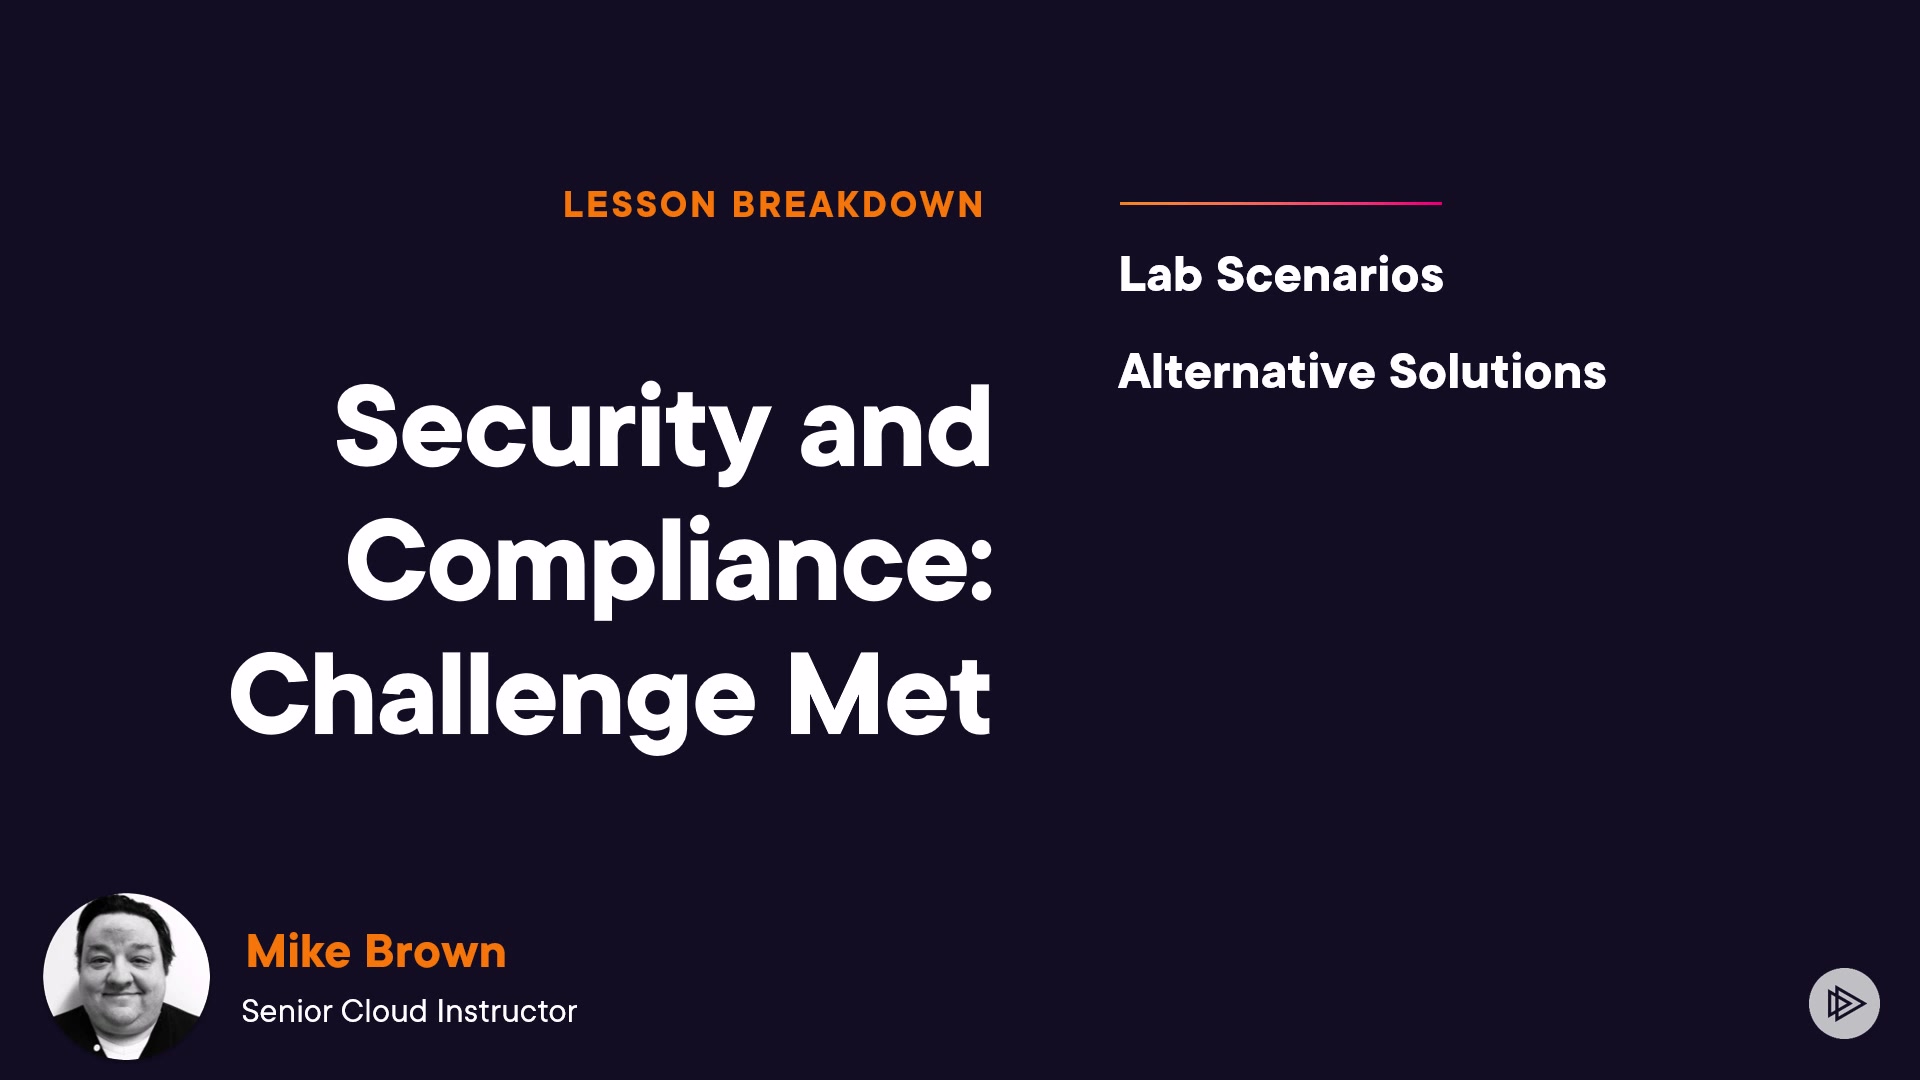 LESSON BREAKDOWN
Security and
Compliance:
Challenge Met
Lab Scenarios
Alternative Solutions
Mike Brown
Senior Cloud Instructor